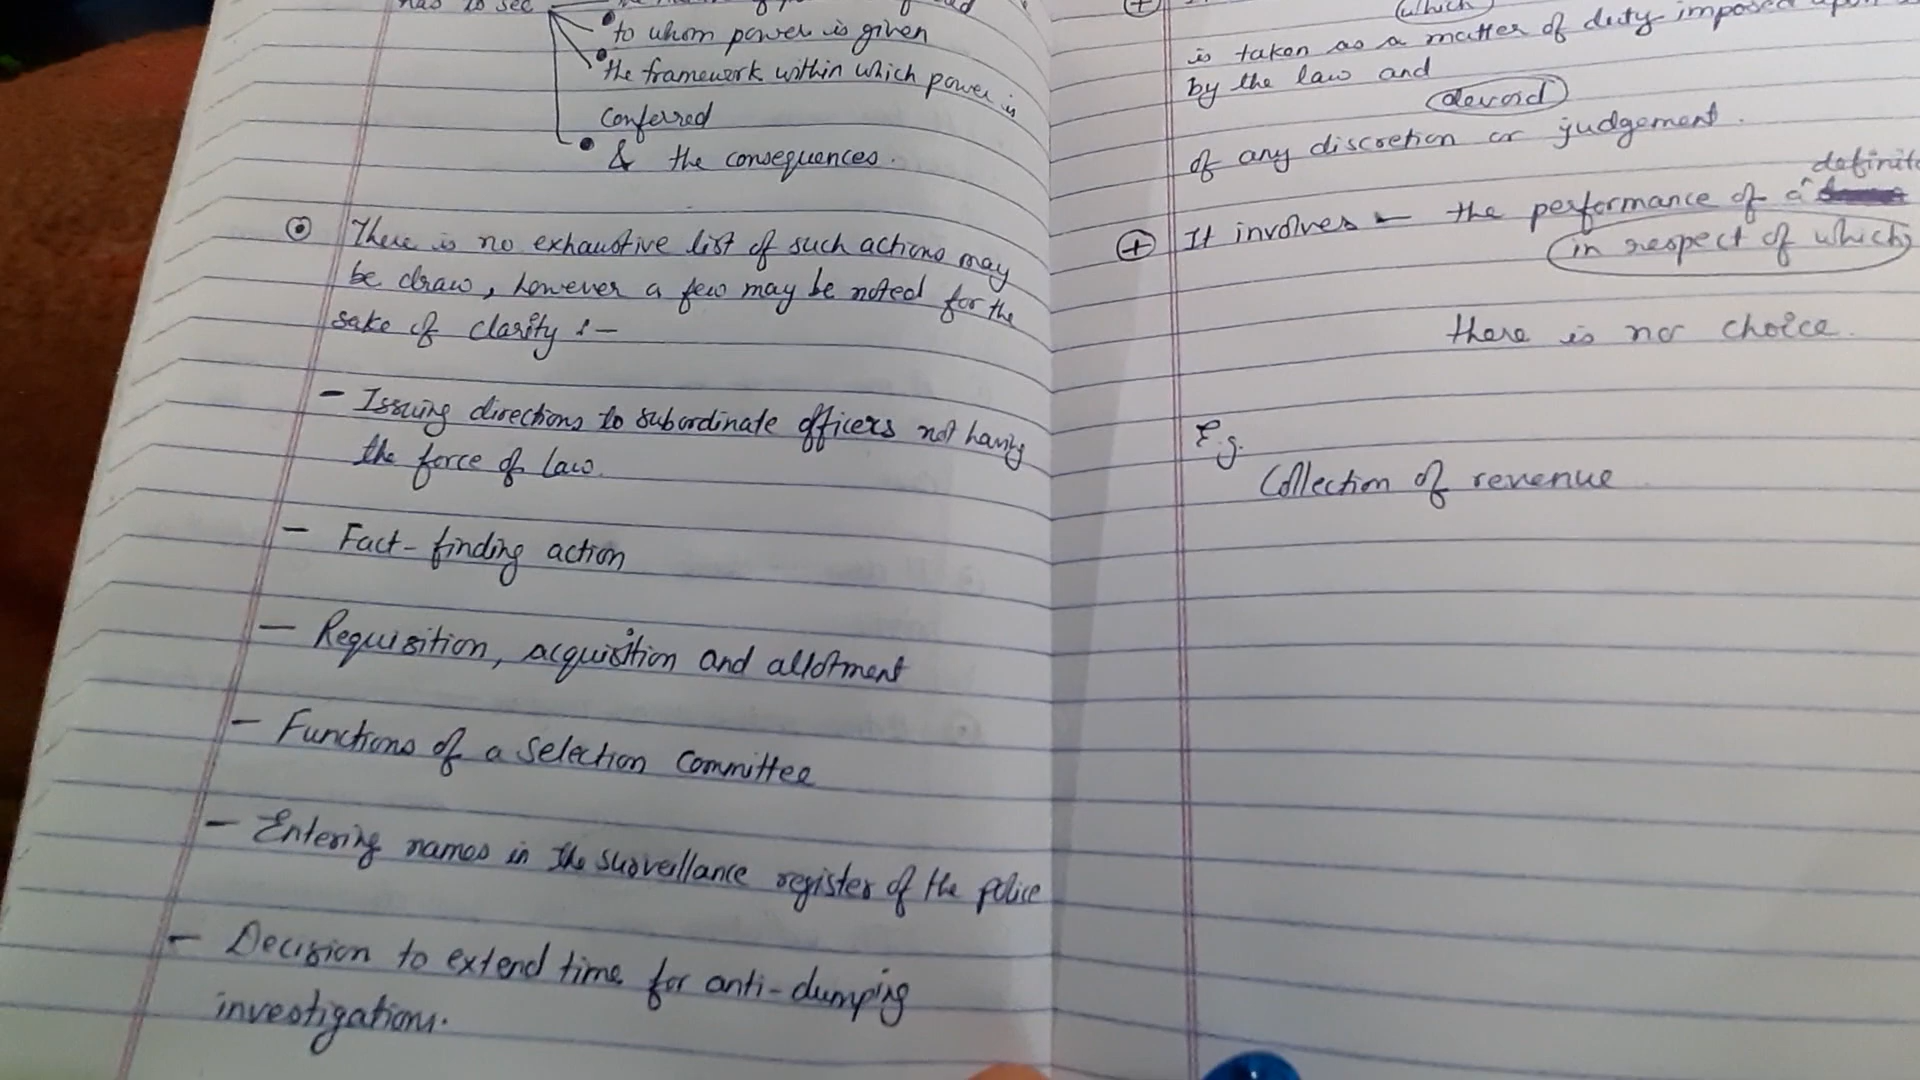 has to see
to whom power is given
the framework within which power is
conferred
& the consequences.
There is no exhaustive list of such actions may
be draw, however a few may be noted for the
sake of clarity :-
- Issuing directions to subordinate officers not having
the force of law.
- Fact-finding action
- Requisition, acquisition and allotment
- Functions of a Selection Committee
- Entering names in the surveillance register of the police
- Decision to extend time for anti-dumping
investigations.
which
is taken as a matter of duty imposed upon
by the law and
devoid
of any discretion or judgement.
definite
It involves - the performance of a
in respect of which
there is no choice.
E.g.
Collection of revenue